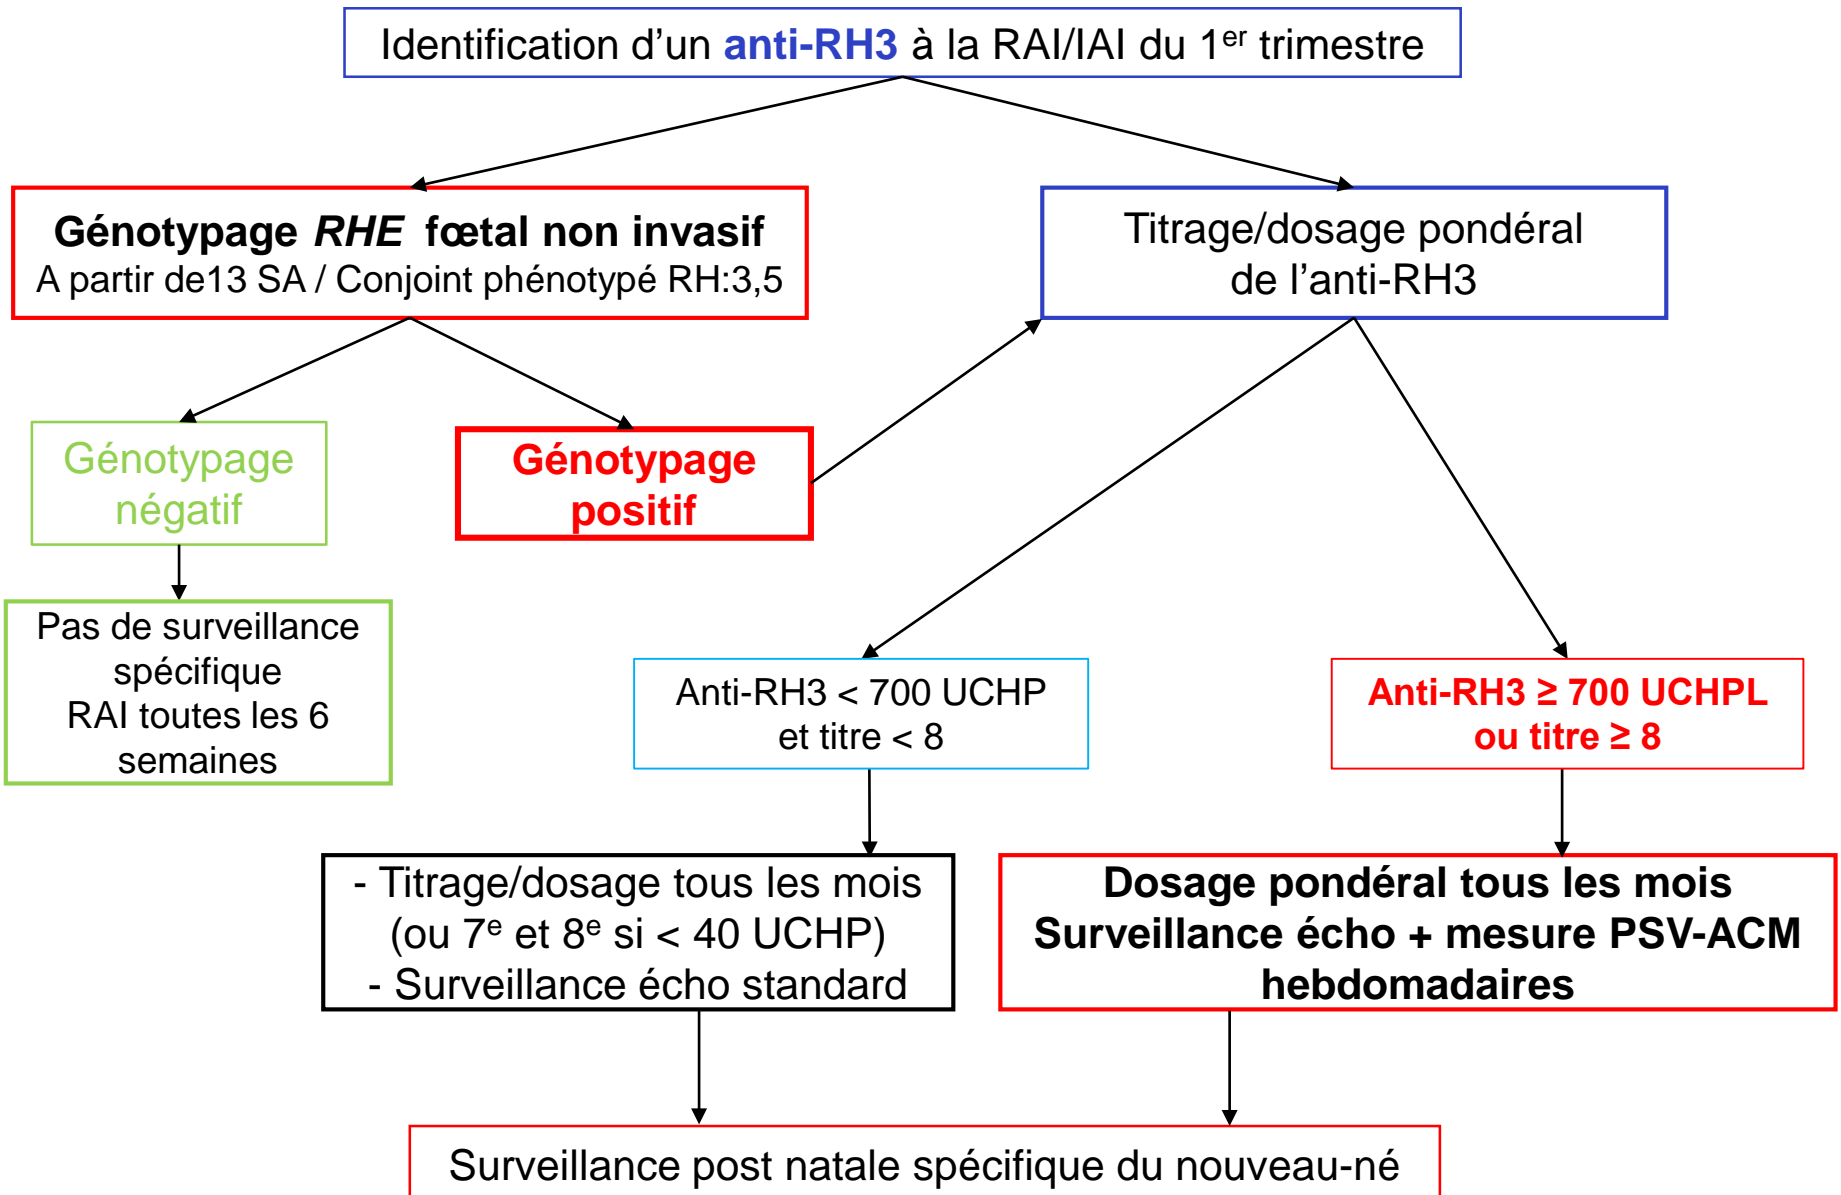 Identification d’un anti-RH3 à la RAI/IAI du 1er trimestre
Génotypage RHE fœtal non invasif
A partir de13 SA / Conjoint phénotypé RH:3,5
Titrage/dosage pondéral
de l’anti-RH3
Génotypage
négatif
Génotypage
positif
Pas de surveillance
spécifique
RAI toutes les 6
semaines
Anti-RH3 < 700 UCHP
et titre < 8
Anti-RH3 ≥ 700 UCHPL
ou titre ≥ 8
- Titrage/dosage tous les mois
(ou 7e et 8e si < 40 UCHP)
- Surveillance écho standard
Dosage pondéral tous les mois
Surveillance écho + mesure PSV-ACM
hebdomadaires
Surveillance post natale spécifique du nouveau-né